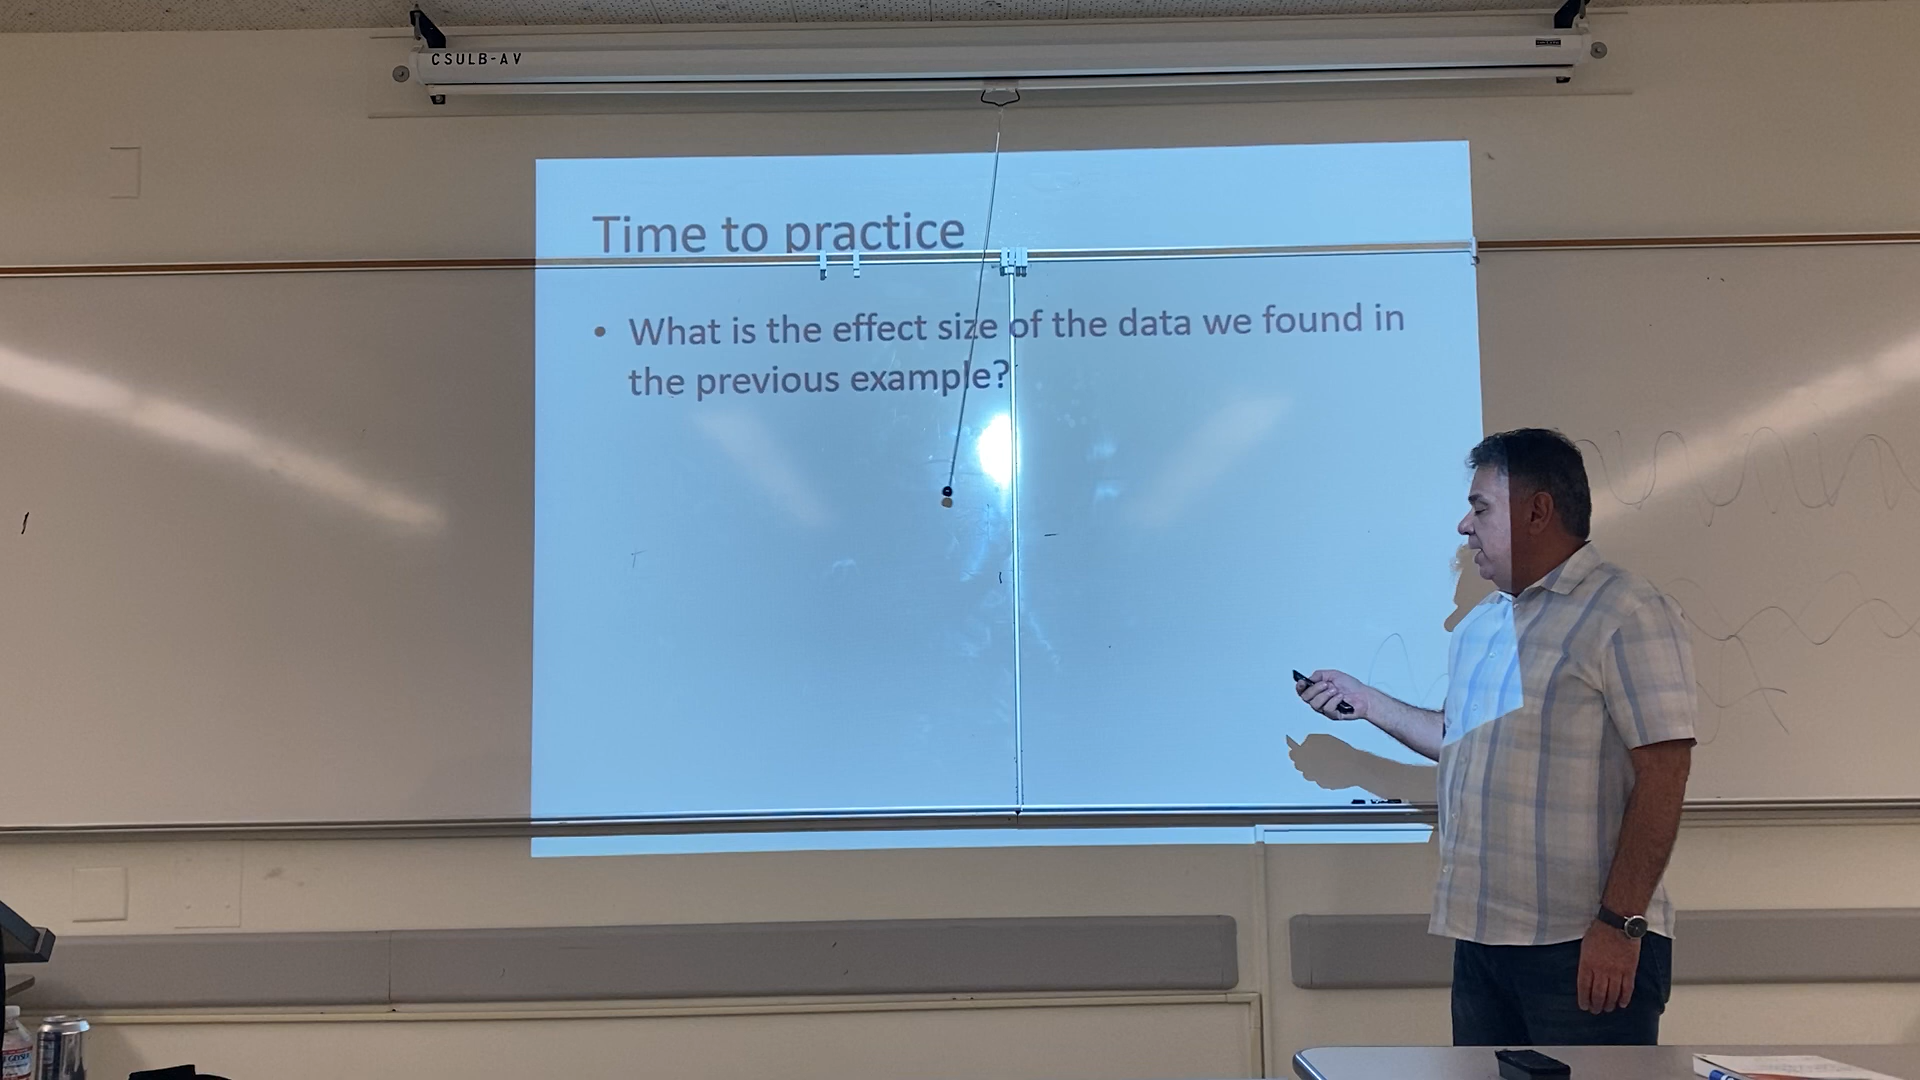 CSULB-AV
Time to practice
• What is the effect size of the data we found in
the previous example?